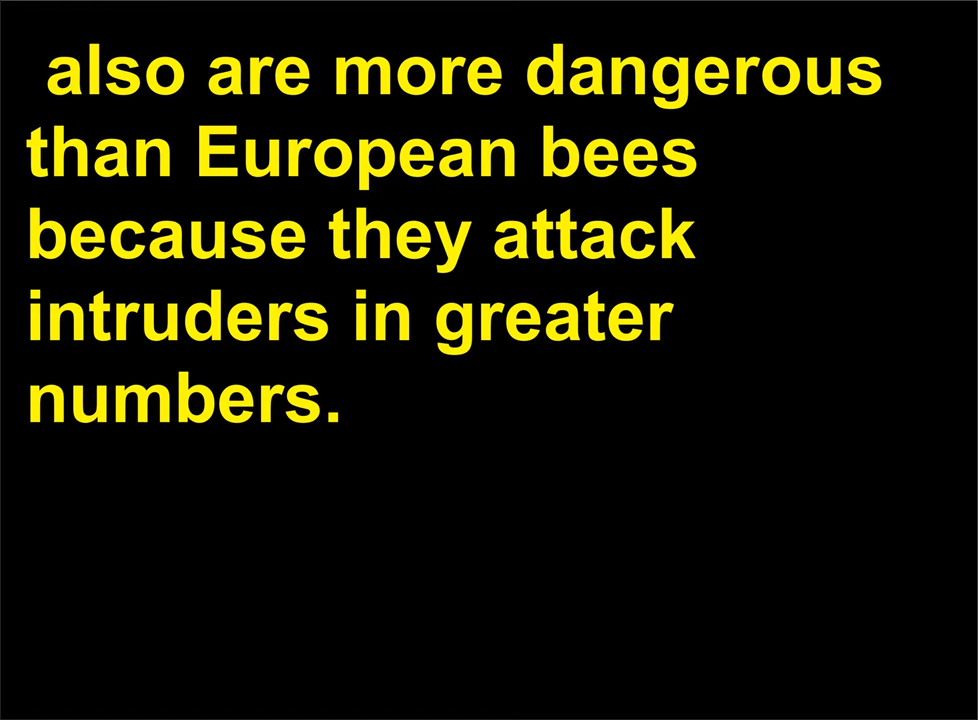 also are more dangerous
than European bees
because they attack
intruders in greater
numbers.